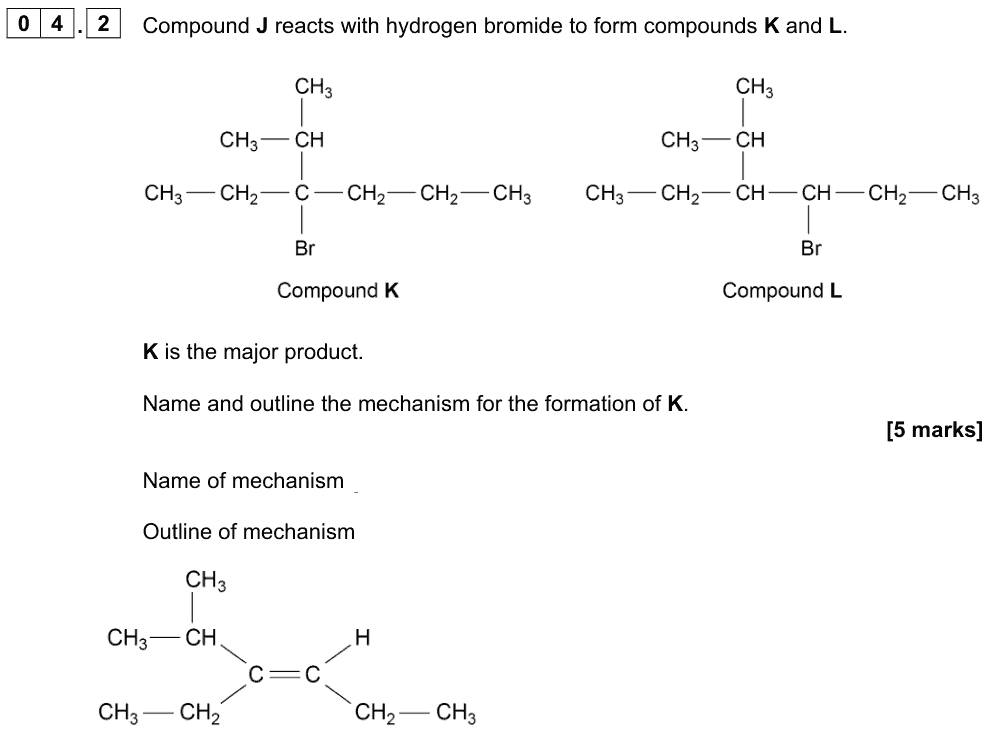 04.2 Compound J reacts with hydrogen bromide to form compounds K and L.
CH₃ CH₃
CH₃—CH CH₃—CH
CH₃—CH₂—C—CH₂—CH₂—CH₃ CH₃—CH₂—CH—CH—CH₂—CH₃
Br Br
Compound K Compound L
K is the major product.
Name and outline the mechanism for the formation of K.
[5 marks]
Name of mechanism
Outline of mechanism
CH₃
CH₃—CH H
C=C
CH₃—CH₂ CH₂—CH₃